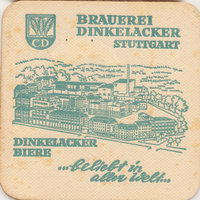 CD
BRAUEREI
DINKELACKER
STUTTGART
DINKELACKER
BIERE
...beliebt in
aller Welt...